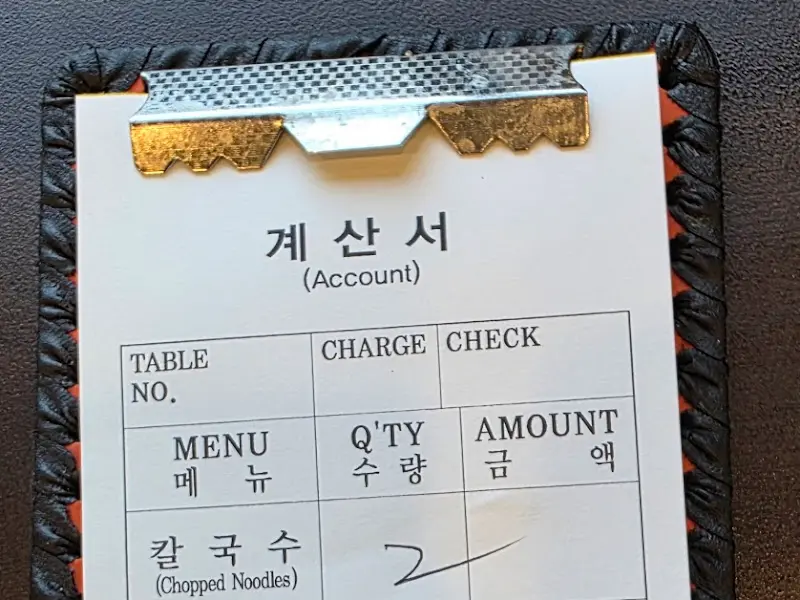 계 산 서
(Account)
TABLE NO.
CHARGE
CHECK
MENU
메 뉴
Q'TY
수 량
AMOUNT
금 액
칼 국 수
(Chopped Noodles)
2